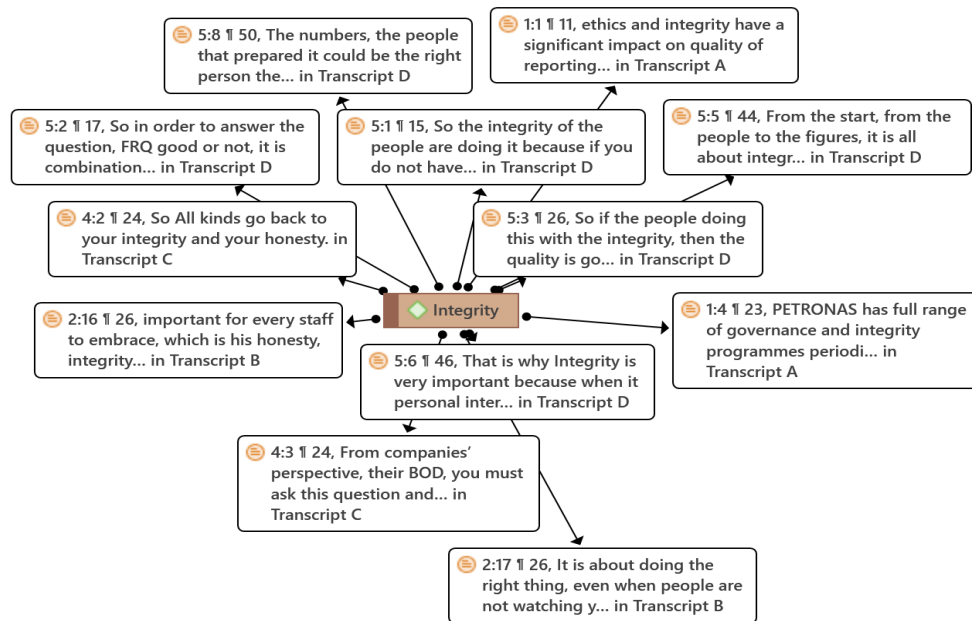 5:8 ¶ 50, The numbers, the people
that prepared it could be the right
person the... in Transcript D
1:1 ¶ 11, ethics and integrity have a
significant impact on quality of
reporting... in Transcript A
5:2 ¶ 17, So in order to answer the
question, FRQ good or not, it is
combination... in Transcript D
5:1 ¶ 15, So the integrity of the
people are doing it because if you
do not have... in Transcript D
5:5 ¶ 44, From the start, from
the people to the figures, it is all
about integr... in Transcript D
4:2 ¶ 24, So All kinds go back to
your integrity and your honesty. in
Transcript C
5:3 ¶ 26, So if the people doing
this with the integrity, then the
quality is go... in Transcript D
Integrity
2:16 ¶ 26, important for every staff
to embrace, which is his honesty,
integrity... in Transcript B
1:4 ¶ 23, PETRONAS has full range
of governance and integrity
programmes periodi... in
Transcript A
5:6 ¶ 46, That is why Integrity is
very important because when it
personal inter... in Transcript D
4:3 ¶ 24, From companies’
perspective, their BOD, you must
ask this question and... in
Transcript C
2:17 ¶ 26, It is about doing the
right thing, even when people are
not watching y... in Transcript B